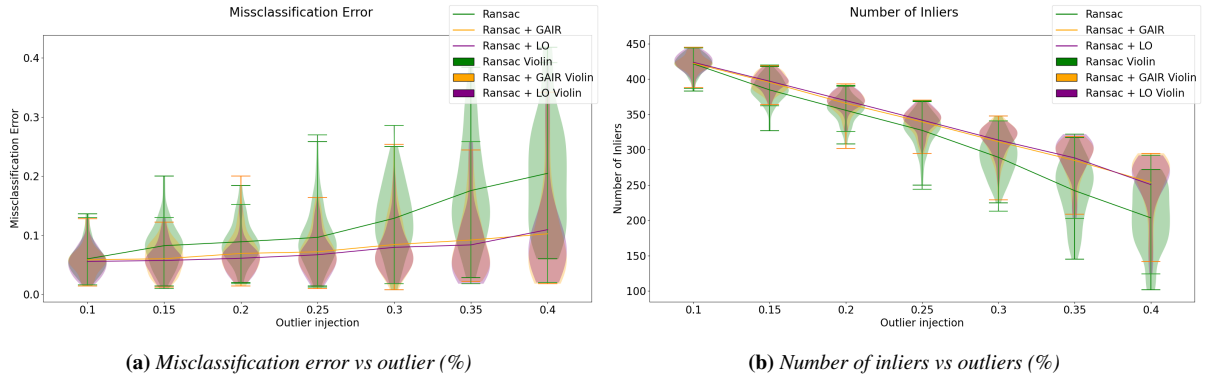 Missclassification Error
Ransac
Ransac + GAIR
Ransac + LO
Ransac Violin
Ransac + GAIR Violin
Ransac + LO Violin
0.4
0.3
0.2
0.1
0.0
Missclassification Error
0.1 0.15 0.2 0.25 0.3 0.35 0.4
Outlier injection
(a) Misclassification error vs outlier (%)
Number of Inliers
Ransac
Ransac + GAIR
Ransac + LO
Ransac Violin
Ransac + GAIR Violin
Ransac + LO Violin
450
400
350
300
250
200
150
100
Number of Inliers
0.1 0.15 0.2 0.25 0.3 0.35 0.4
Outlier injection
(b) Number of inliers vs outliers (%)